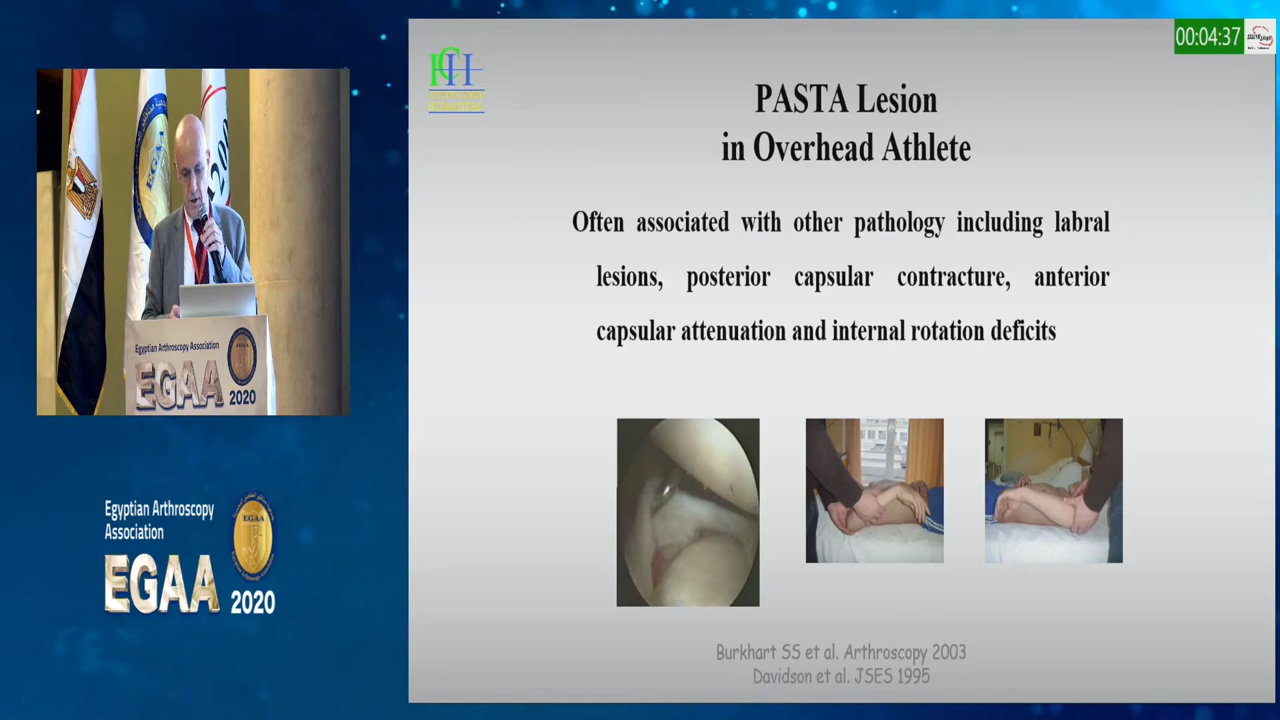 00:04:37
PASTA Lesion
in Overhead Athlete
Often associated with other pathology including labral
lesions, posterior capsular contracture, anterior
capsular attenuation and internal rotation deficits
Burkhart SS et al. Arthroscopy 2003
Davidson et al. JSES 1995
Egyptian Arthroscopy Association
EGAA
2020
Egyptian Arthroscopy
Association
EGAA
EGAA
2020